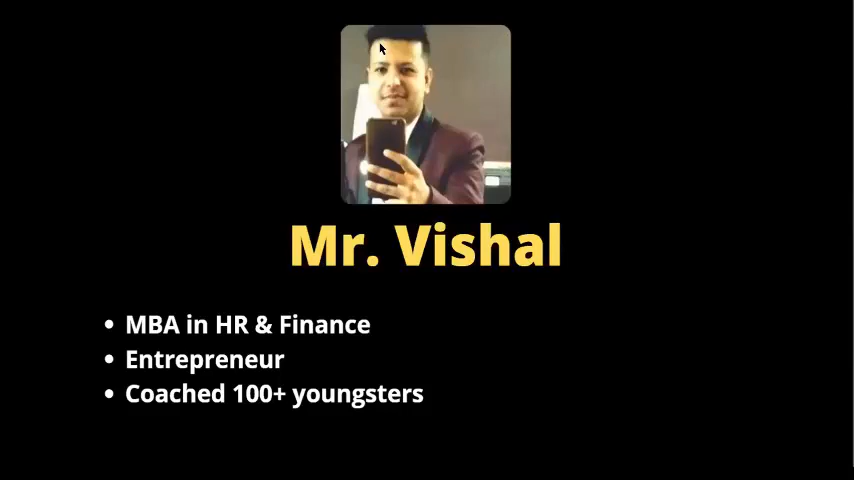 Mr. Vishal
• MBA in HR & Finance
• Entrepreneur
• Coached 100+ youngsters